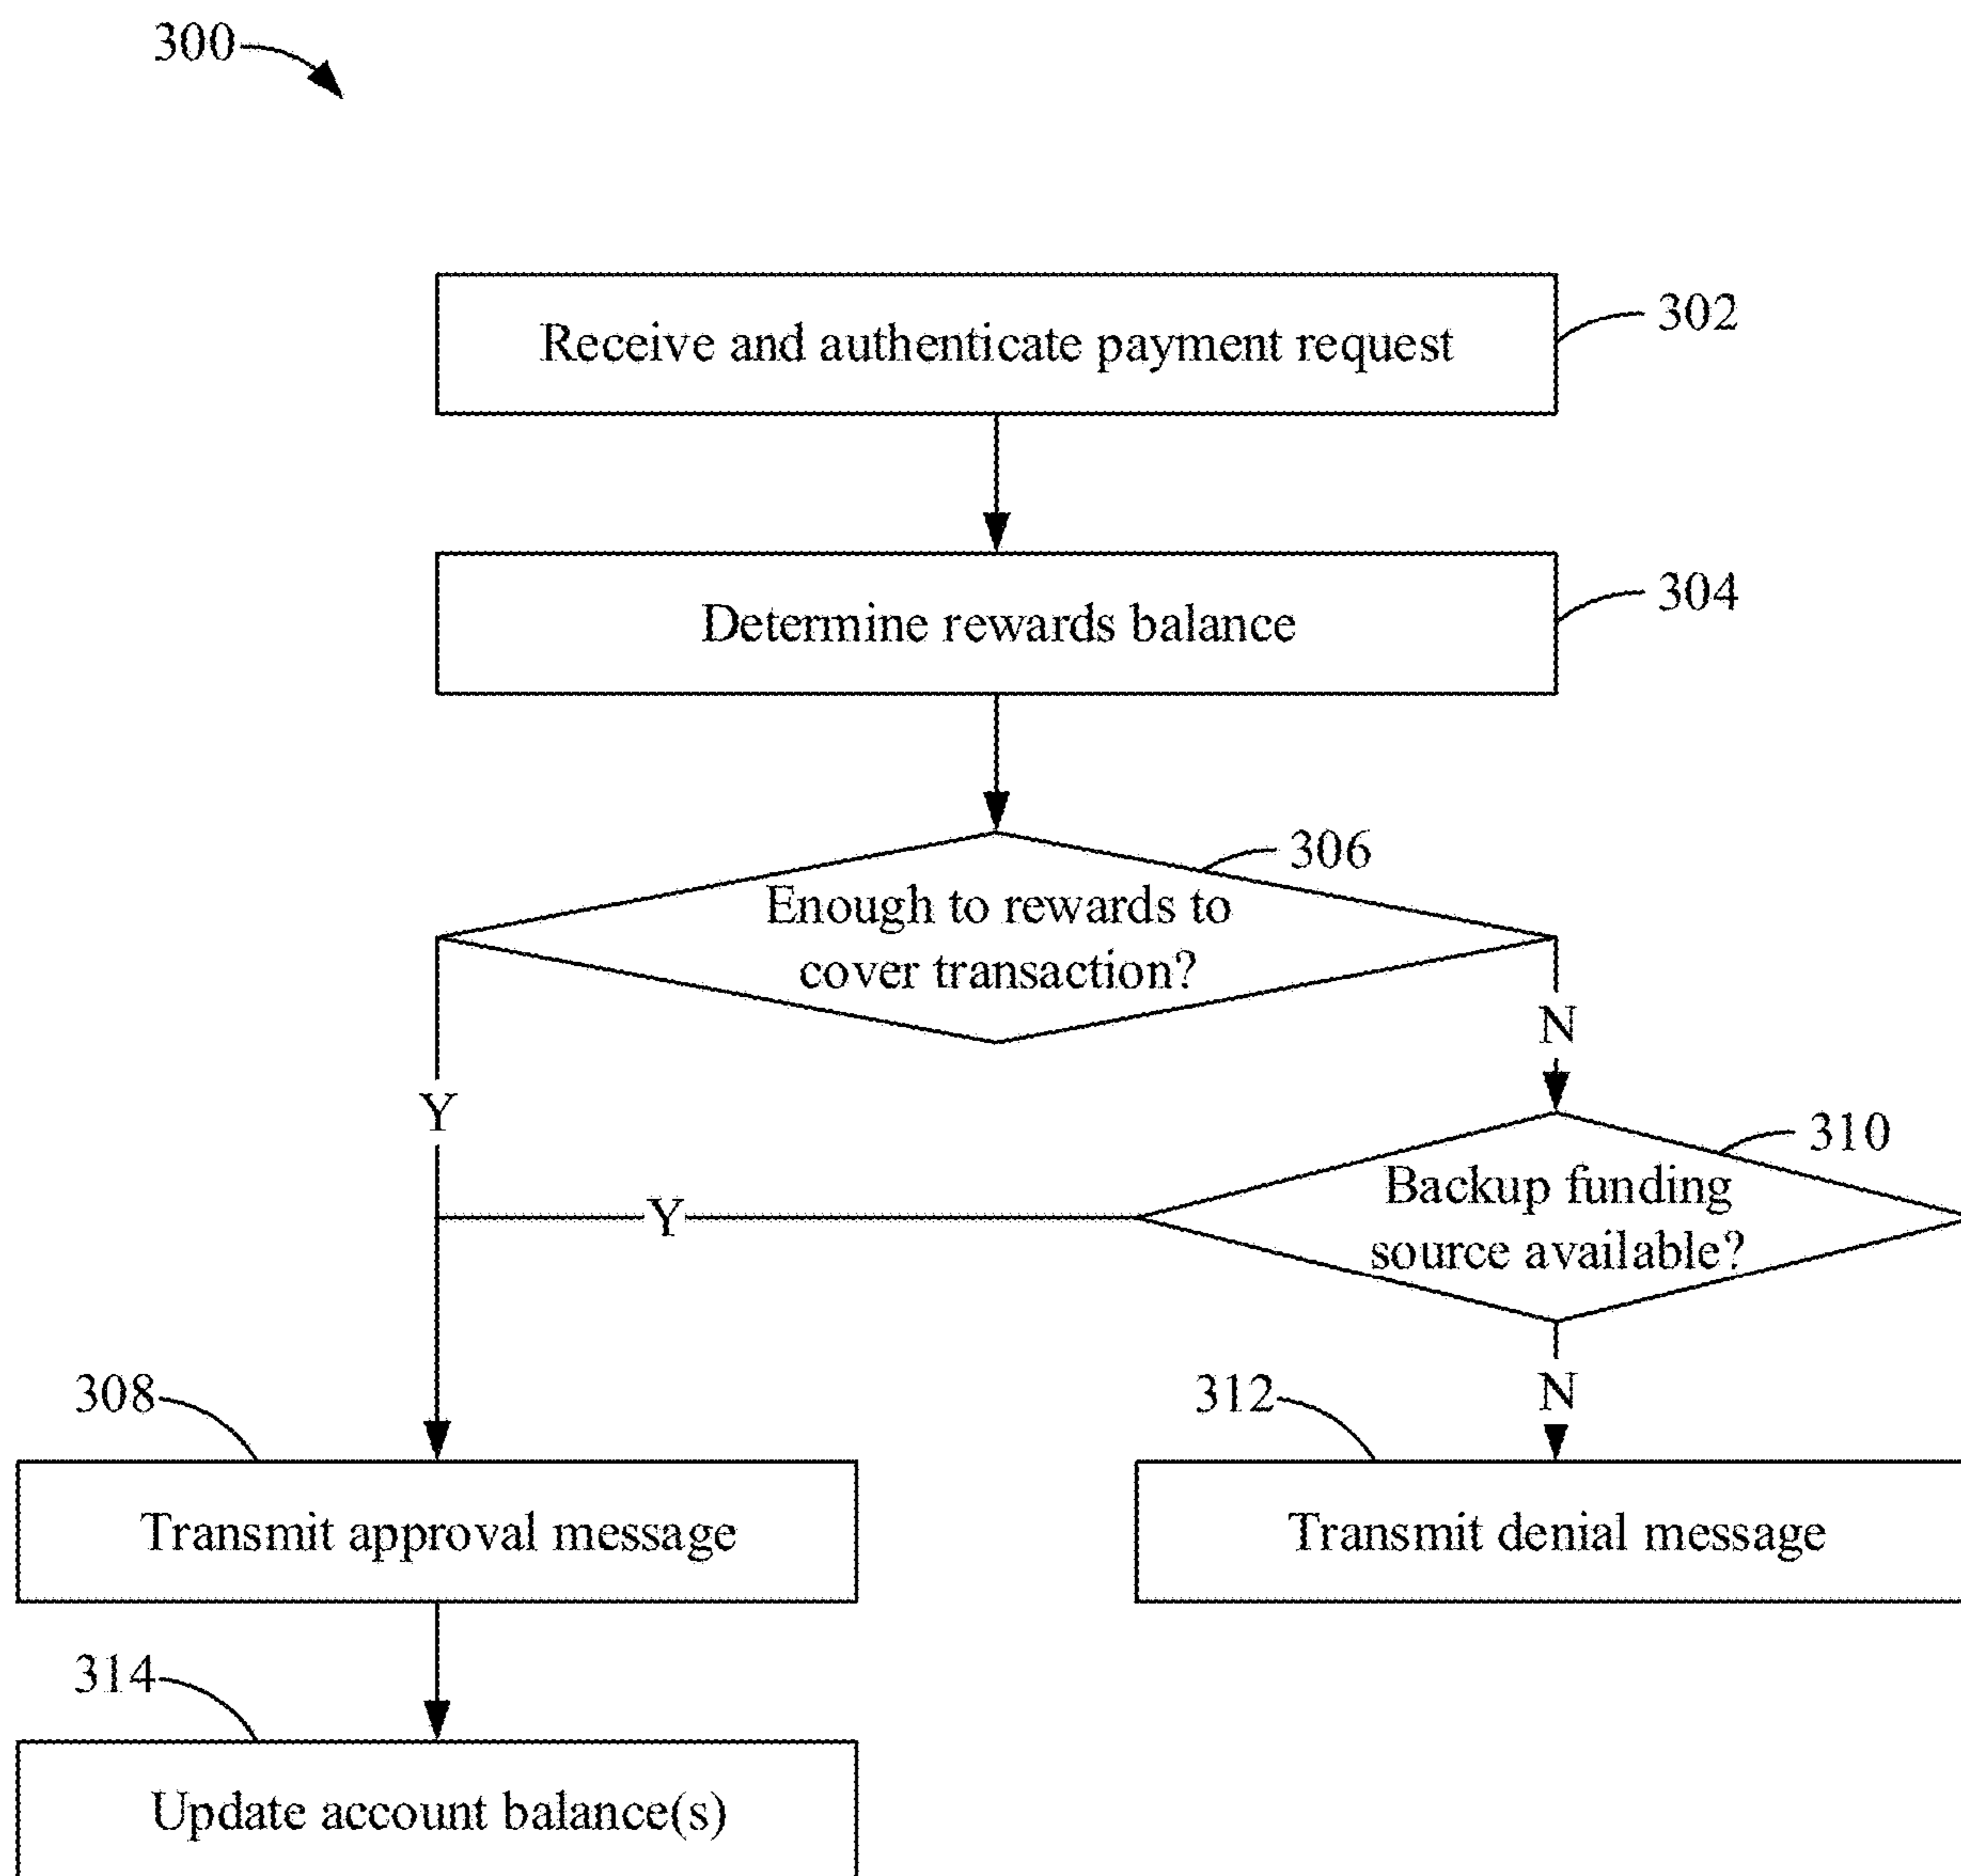 300
Receive and authenticate payment request
302
Determine rewards balance
304
306
Enough to rewards to
cover transaction?
N
Y
310
Backup funding
source available?
Y
N
308
312
Transmit approval message
Transmit denial message
314
Update account balance(s)